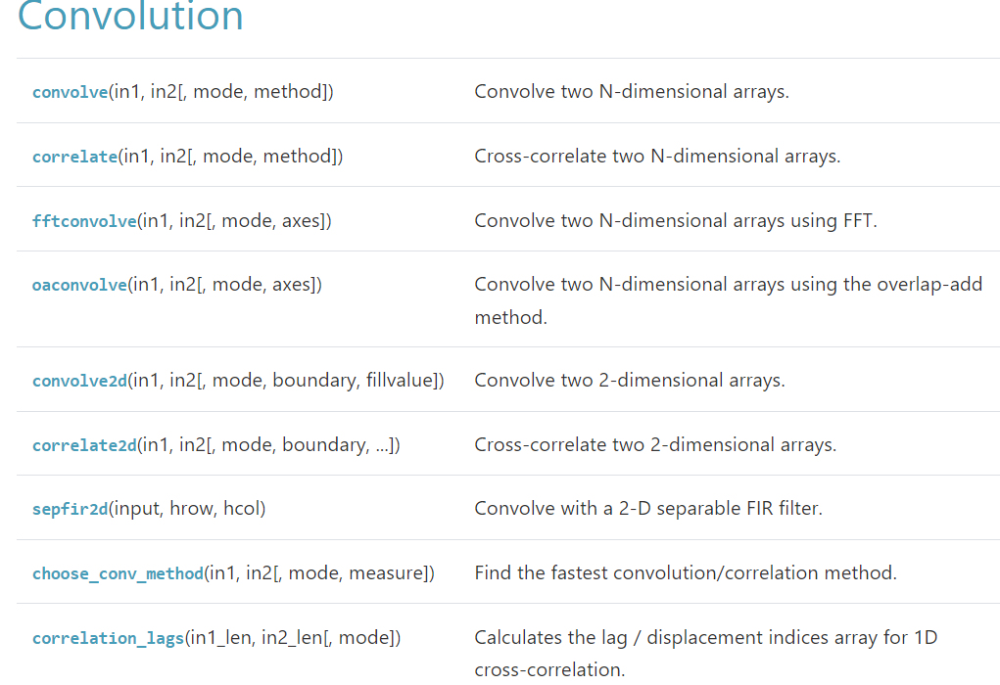 Convolution
convolve(in1, in2[, mode, method]) Convolve two N-dimensional arrays.
correlate(in1, in2[, mode, method]) Cross-correlate two N-dimensional arrays.
fftconvolve(in1, in2[, mode, axes]) Convolve two N-dimensional arrays using FFT.
oaconvolve(in1, in2[, mode, axes]) Convolve two N-dimensional arrays using the overlap-add
method.
convolve2d(in1, in2[, mode, boundary, fillvalue]) Convolve two 2-dimensional arrays.
correlate2d(in1, in2[, mode, boundary, ...]) Cross-correlate two 2-dimensional arrays.
sepfir2d(input, hrow, hcol) Convolve with a 2-D separable FIR filter.
choose_conv_method(in1, in2[, mode, measure]) Find the fastest convolution/correlation method.
correlation_lags(in1_len, in2_len[, mode]) Calculates the lag / displacement indices array for 1D
cross-correlation.